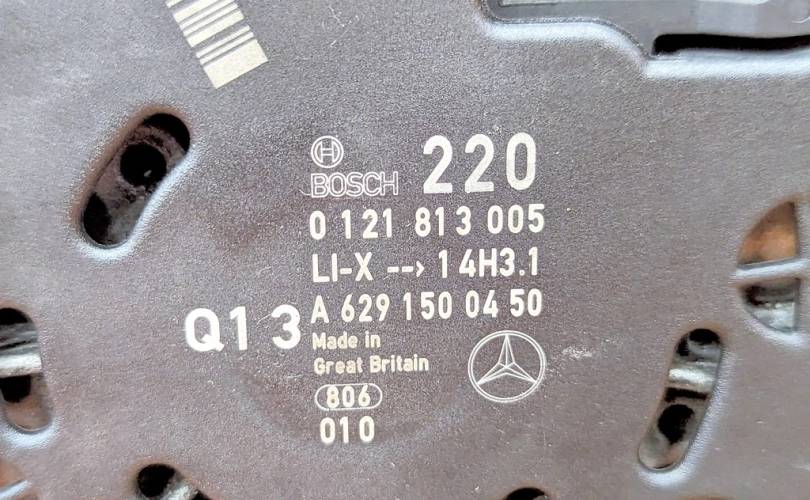 BOSCH 220
0 121 813 005
LI-X --> 14H3.1
A 629 150 04 50
Q13
Made in
Great Britain
806
010